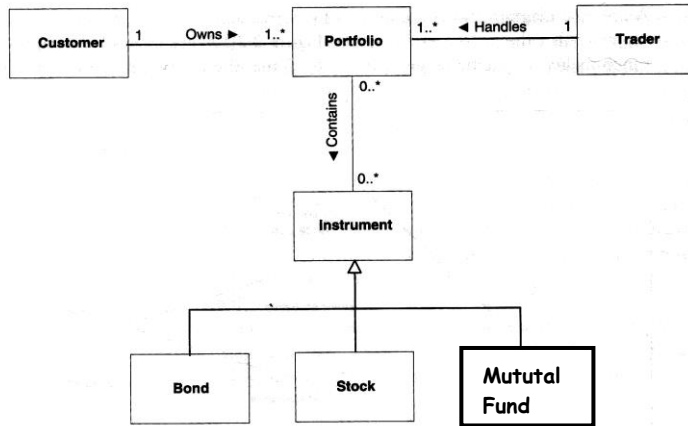 Customer
1
Owns ►
1..*
Portfolio
1..*
◄ Handles
1
Trader
0..*
◄ Contains
0..*
Instrument
Bond
Stock
Mututal
Fund